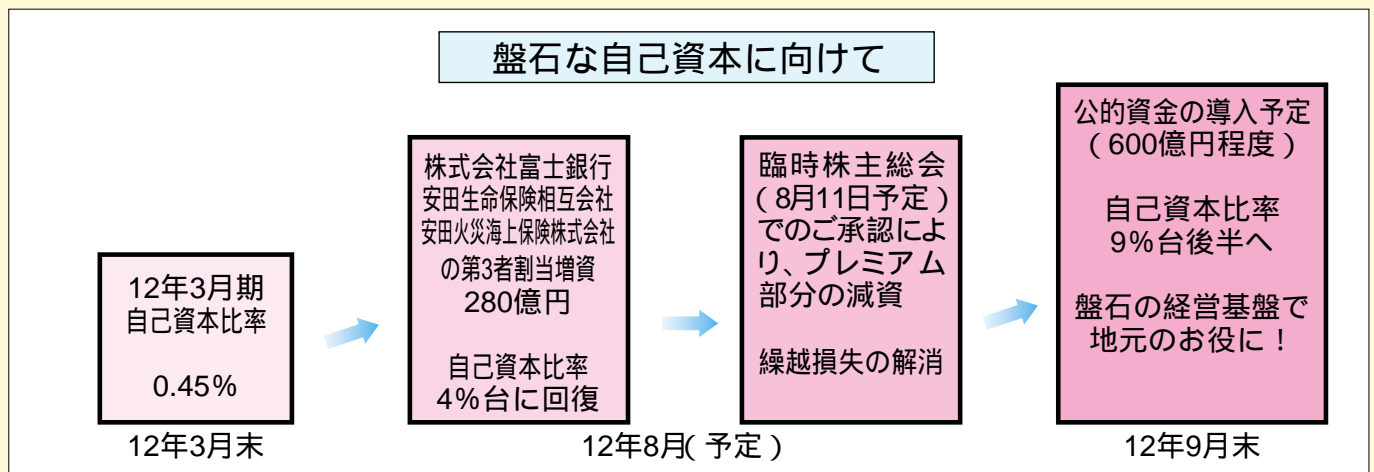 盤石な自己資本に向けて
12年3月期
自己資本比率
0.45%
12年3月末
株式会社富士銀行
安田生命保険相互会社
安田火災海上保険株式会社
の第3者割当増資
280億円
自己資本比率
4%台に回復
臨時株主総会
(8月11日予定)
でのご承認によ
り、プレミアム
部分の減資
繰越損失の解消
12年8月(予定)
公的資金の導入予定
(600億円程度)
自己資本比率
9%台後半へ
盤石の経営基盤で
地元のお役に!
12年9月末